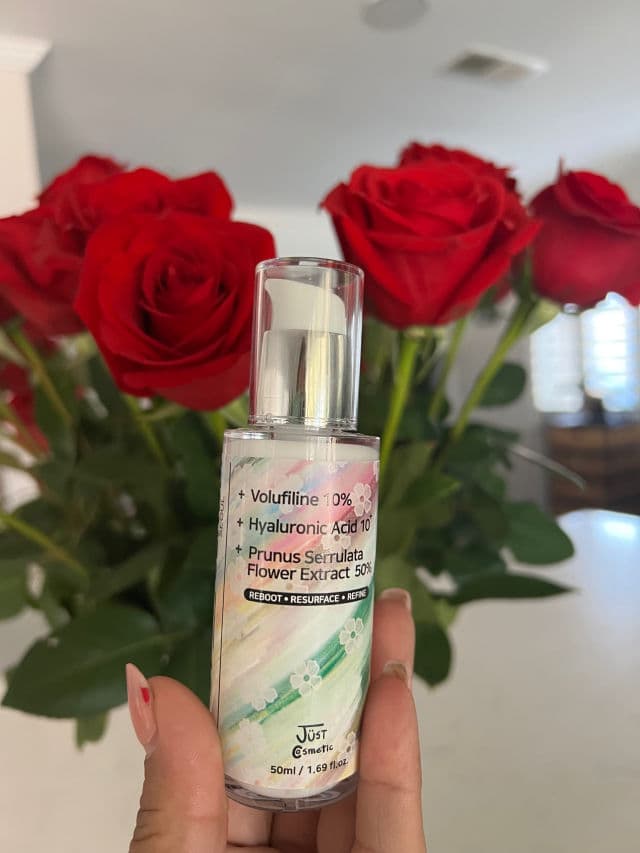 + Volufiline 10%
+ Hyaluronic Acid 10+
+ Prunus Serrulata
Flower Extract 50%
REBOOT • RESURFACE • REFINE
JÜST
Cosmetic
50ml / 1.69 fl.oz.